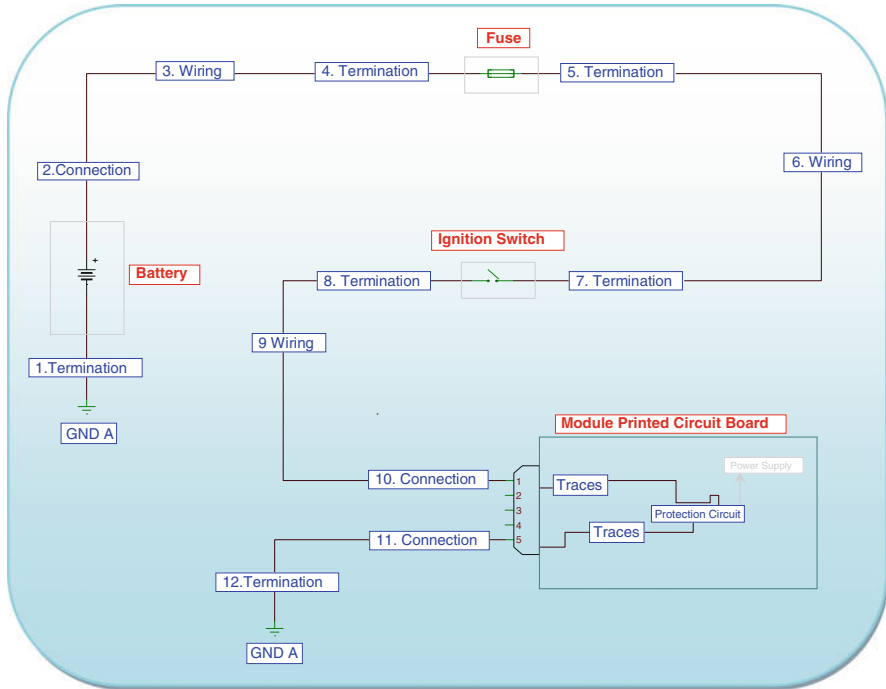 Fuse
3. Wiring
4. Termination
5. Termination
2.Connection
6. Wiring
Ignition Switch
Battery
+
8. Termination
7. Termination
9 Wiring
1.Termination
GND A
Module Printed Circuit Board
Power Supply
10. Connection
1
Traces
2
3
Protection Circuit
4
Traces
11. Connection
5
12.Termination
GND A